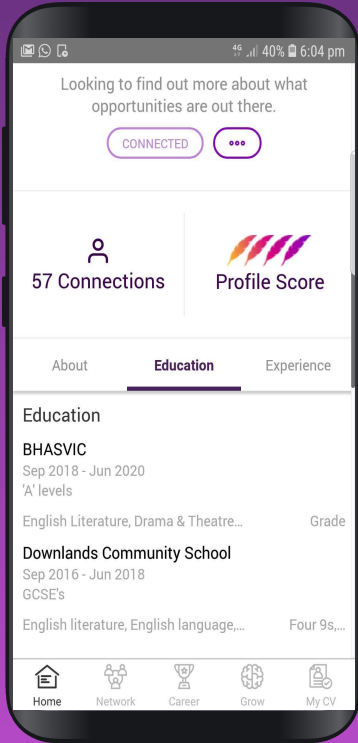 4G 40% 6:04 pm
Looking to find out more about what
opportunities are out there.
CONNECTED
57 Connections
Profile Score
About Education Experience
Education
BHASVIC
Sep 2018 - Jun 2020
'A' levels
English Literature, Drama & Theatre... Grade
Downlands Community School
Sep 2016 - Jun 2018
GCSE's
English literature, English language,... Four 9s,...
Home Network Career Grow My CV